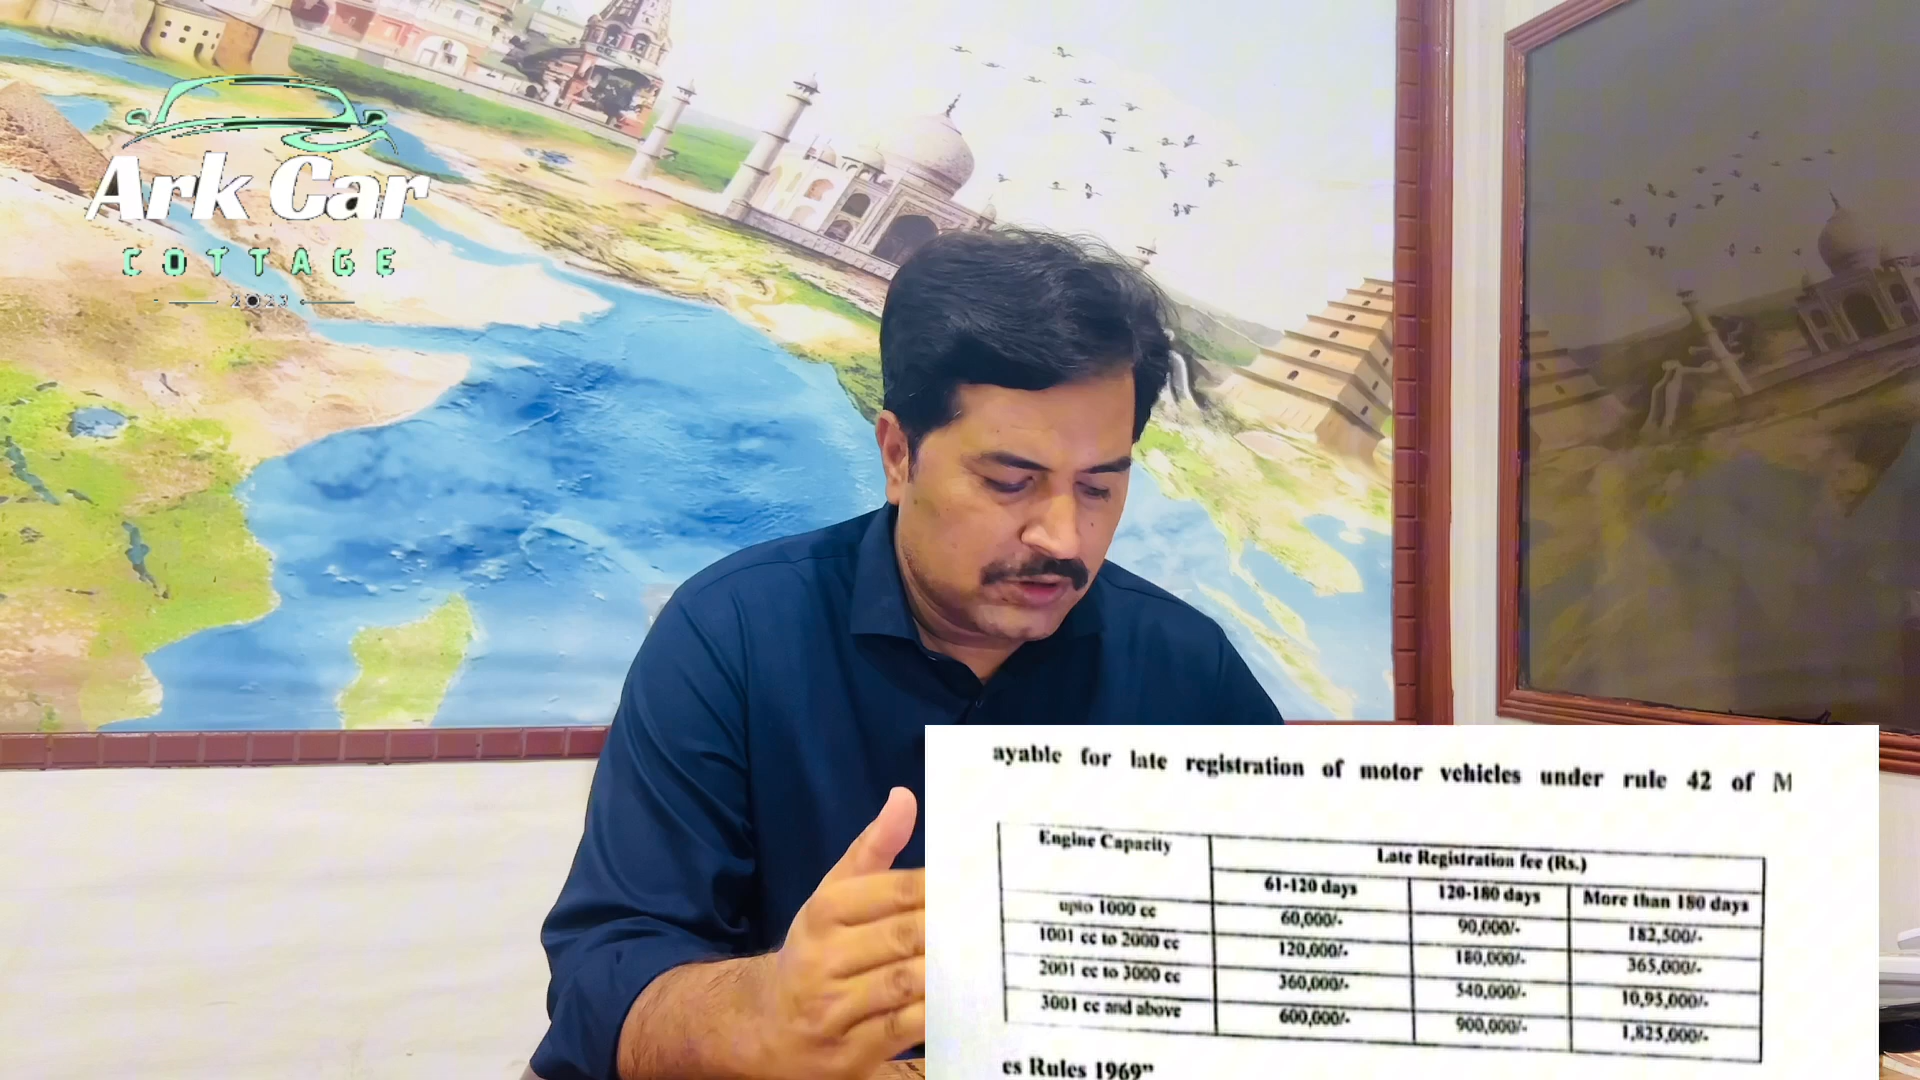 Ark Car
COTTAGE
2023
ayable for late registration of motor vehicles under rule 42 of M
Engine Capacity
Late Registration fee (Rs.)
61-120 days
120-180 days
More than 180 days
upto 1000 cc
60,000/-
90,000/-
182,500/-
1001 cc to 2000 cc
120,000/-
180,000/-
365,000/-
2001 cc to 3000 cc
360,000/-
540,000/-
10,95,000/-
3001 cc and above
600,000/-
900,000/-
1,825,000/-
es Rules 1969"